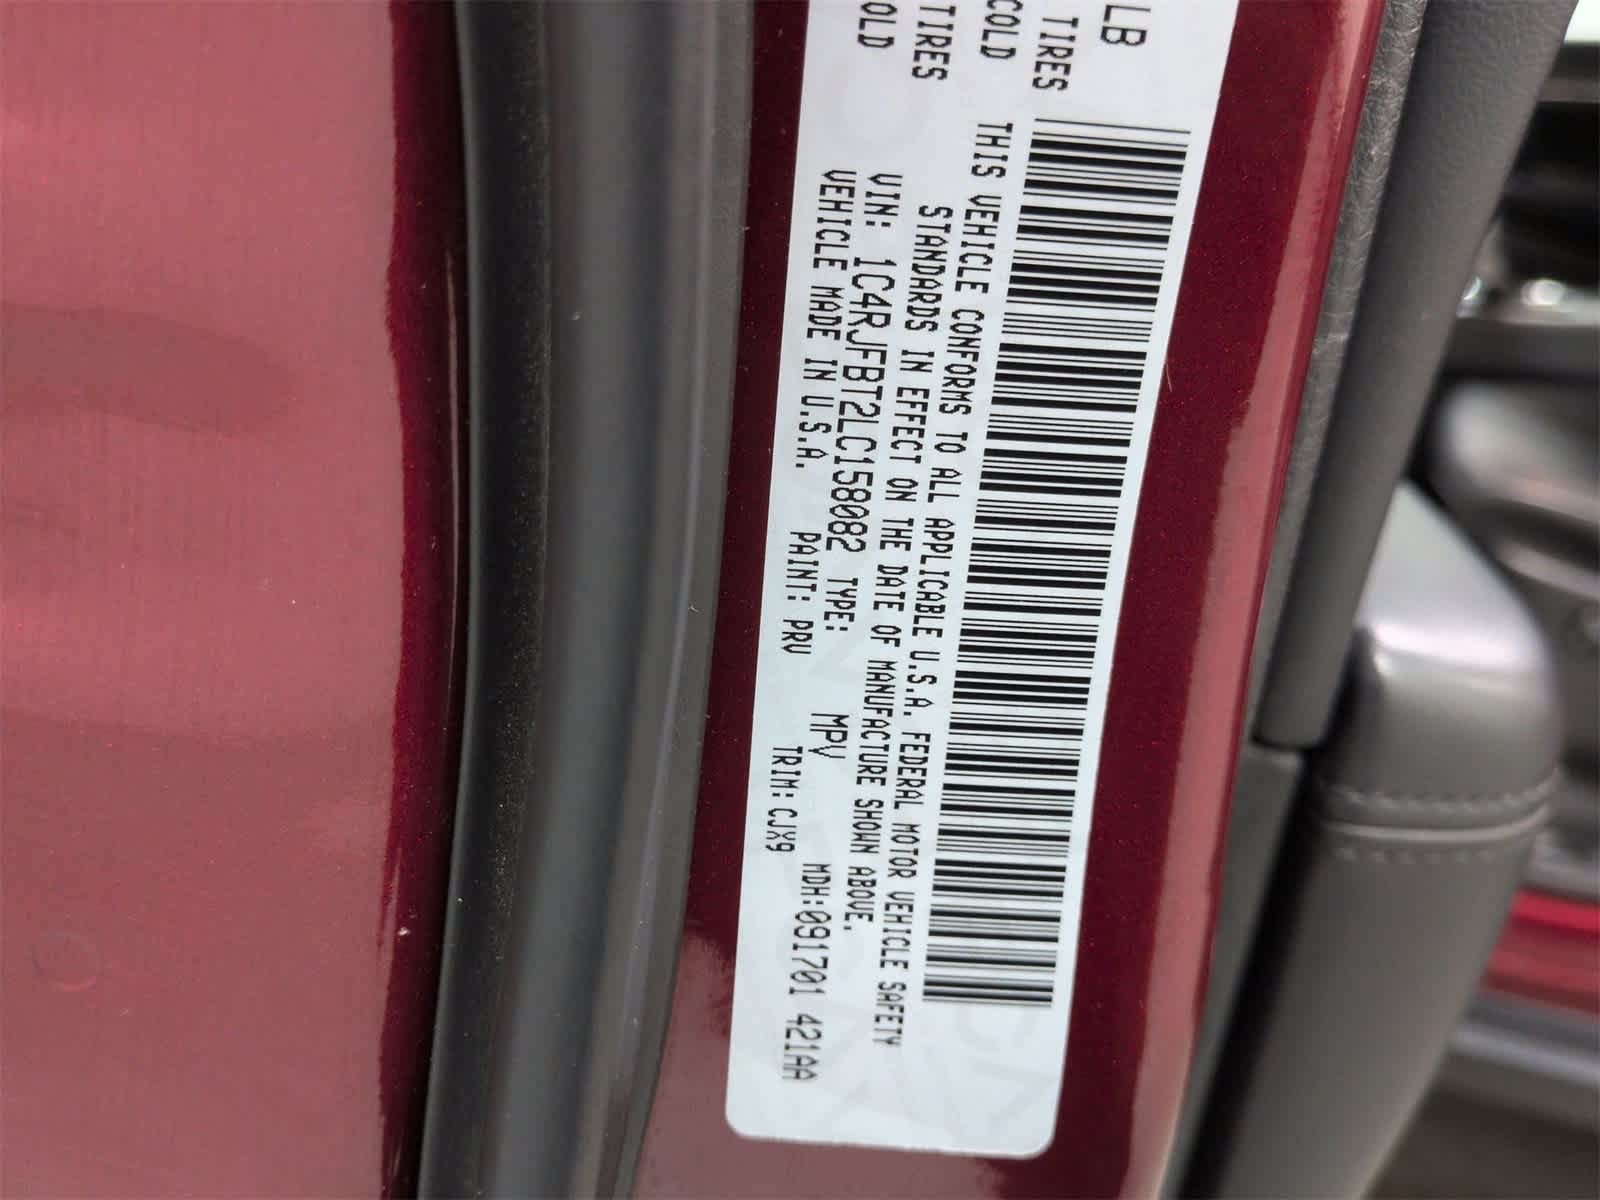 LB
TIRES COLD
TIRES OLD
THIS VEHICLE CONFORMS TO ALL APPLICABLE U.S.A. FEDERAL MOTOR VEHICLE SAFETY
STANDARDS IN EFFECT ON THE DATE OF MANUFACTURE SHOWN ABOVE.
VIN: 1C4RJFBT2LC158082 TYPE: MPV MDH:091701 421AA
VEHICLE MADE IN U.S.A. PAINT: PRV TRIM: CJX9